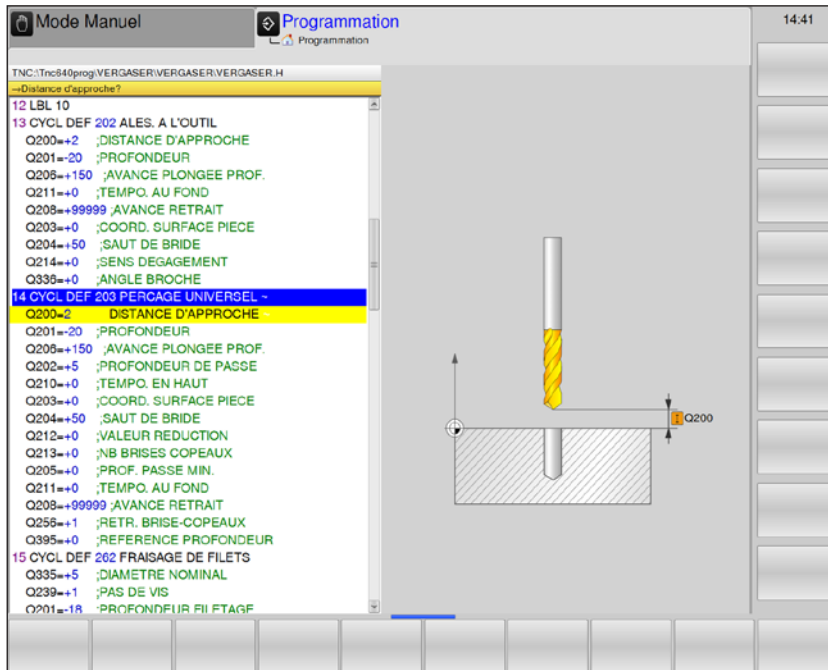 Mode Manuel
Programmation
14:41
Programmation
TNC:\Tnc640prog\VERGASER\VERGASER\VERGASER.H
→Distance d'approche?
12 LBL 10
13 CYCL DEF 202 ALES. A L'OUTIL
Q200=+2 ;DISTANCE D'APPROCHE
Q201=-20 ;PROFONDEUR
Q206=+150 ;AVANCE PLONGEE PROF.
Q211=+0 ;TEMPO. AU FOND
Q208=+99999 ;AVANCE RETRAIT
Q203=+0 ;COORD. SURFACE PIECE
Q204=+50 ;SAUT DE BRIDE
Q214=+0 ;SENS DEGAGEMENT
Q336=+0 ;ANGLE BROCHE
14 CYCL DEF 203 PERCAGE UNIVERSEL ~
Q200=2 DISTANCE D'APPROCHE ~
Q201=-20 ;PROFONDEUR
Q206=+150 ;AVANCE PLONGEE PROF.
Q202=+5 ;PROFONDEUR DE PASSE
Q210=+0 ;TEMPO. EN HAUT
Q203=+0 ;COORD. SURFACE PIECE
Q204=+50 ;SAUT DE BRIDE
Q212=+0 ;VALEUR REDUCTION
Q213=+0 ;NB BRISES COPEAUX
Q205=+0 ;PROF. PASSE MIN.
Q211=+0 ;TEMPO. AU FOND
Q208=+99999 ;AVANCE RETRAIT
Q256=+1 ;RETR. BRISE-COPEAUX
Q395=+0 ;REFERENCE PROFONDEUR
15 CYCL DEF 262 FRAISAGE DE FILETS
Q335=+5 ;DIAMETRE NOMINAL
Q239=+1 ;PAS DE VIS
Q201=-18 ;PROFONDEUR FILETAGE
Q200